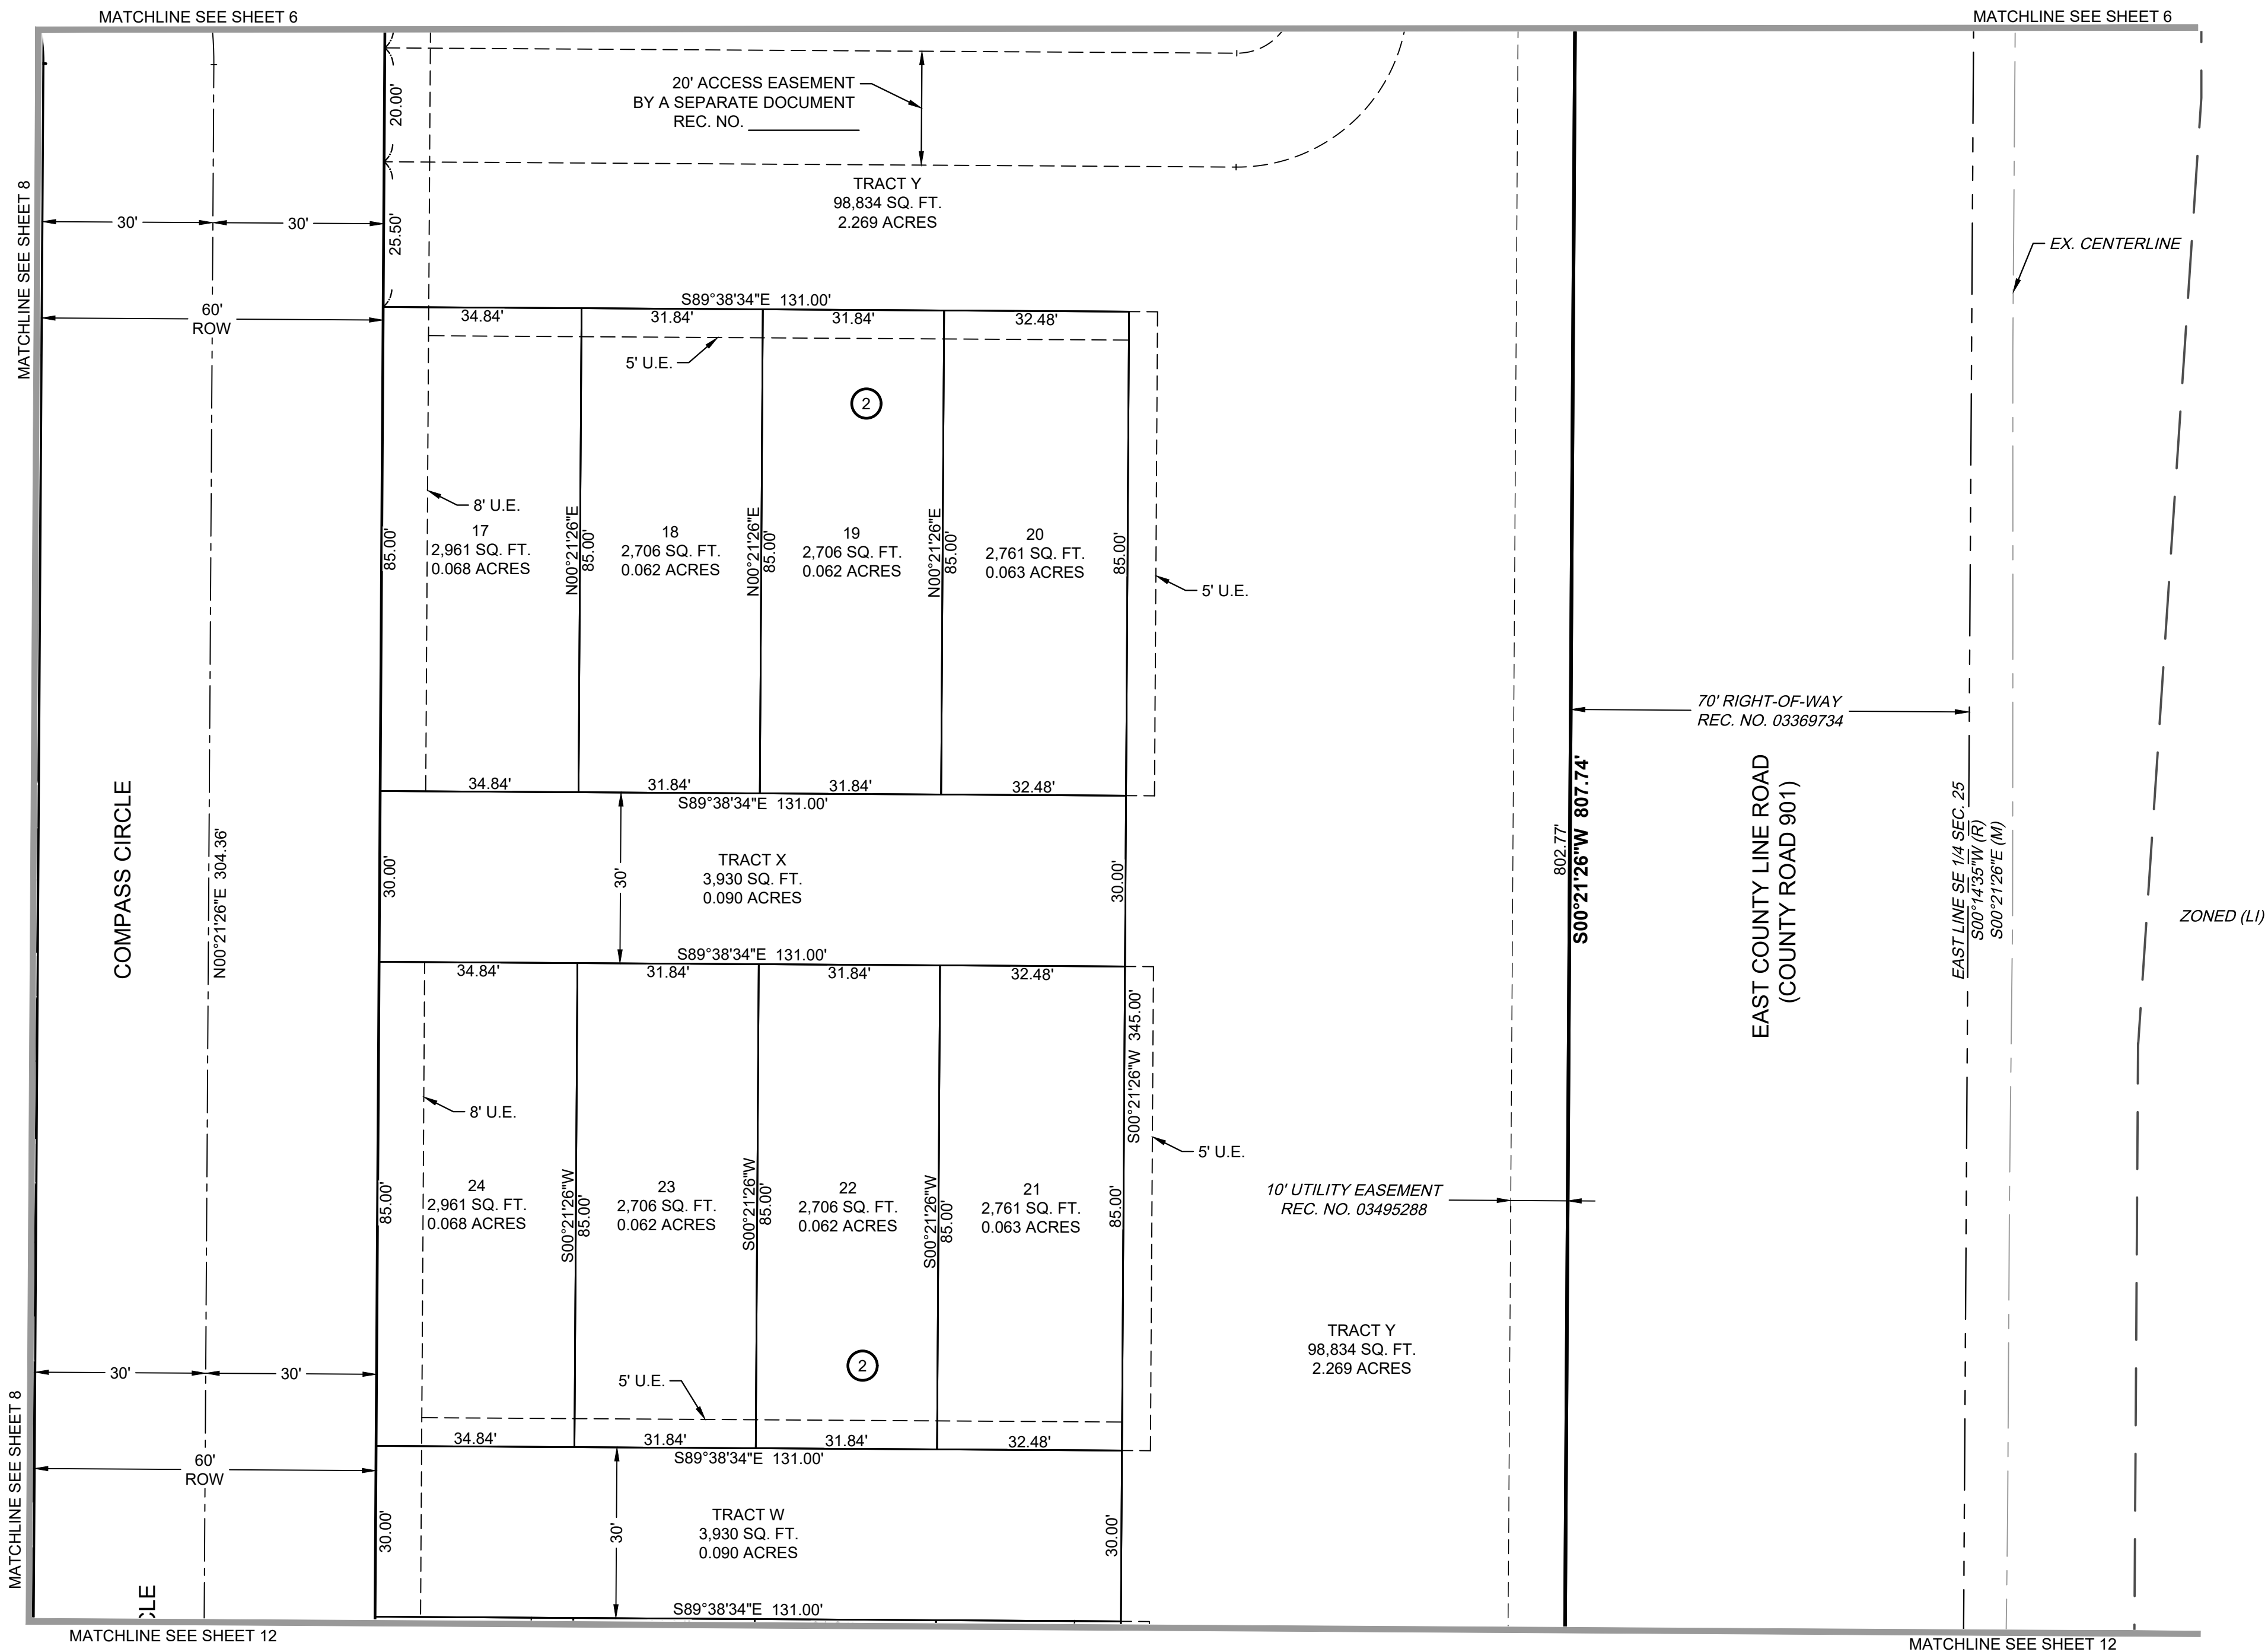 MATCHLINE SEE SHEET 6
MATCHLINE SEE SHEET 6
MATCHLINE SEE SHEET 8
20' ACCESS EASEMENT
BY A SEPARATE DOCUMENT
REC. NO.
20.00'
TRACT Y
98,834 SQ. FT.
2.269 ACRES
30'
30'
25.50'
EX. CENTERLINE
60'
ROW
S89°38'34"E 131.00'
34.84'
31.84'
31.84'
32.48'
5' U.E.
2
8' U.E.
85.00'
17
2,961 SQ. FT.
0.068 ACRES
N00°21'26"E
85.00'
18
2,706 SQ. FT.
0.062 ACRES
N00°21'26"E
85.00'
19
2,706 SQ. FT.
0.062 ACRES
N00°21'26"E
85.00'
20
2,761 SQ. FT.
0.063 ACRES
85.00'
5' U.E.
70' RIGHT-OF-WAY
REC. NO. 03369734
34.84'
31.84'
31.84'
32.48'
S89°38'34"E 131.00'
COMPASS CIRCLE
N00°21'26"E 304.36'
30.00'
30'
TRACT X
3,930 SQ. FT.
0.090 ACRES
30.00'
802.77'
S00°21'26"W 807.74'
EAST COUNTY LINE ROAD
(COUNTY ROAD 901)
EAST LINE SE 1/4 SEC. 25
S00°14'35"W (R)
S00°21'26"E (M)
ZONED (LI)
S89°38'34"E 131.00'
34.84'
31.84'
31.84'
32.48'
S00°21'26"W 345.00'
8' U.E.
5' U.E.
85.00'
24
2,961 SQ. FT.
0.068 ACRES
S00°21'26"W
85.00'
23
2,706 SQ. FT.
0.062 ACRES
S00°21'26"W
85.00'
22
2,706 SQ. FT.
0.062 ACRES
S00°21'26"W
85.00'
21
2,761 SQ. FT.
0.063 ACRES
85.00'
10' UTILITY EASEMENT
REC. NO. 03495288
TRACT Y
98,834 SQ. FT.
2.269 ACRES
30'
30'
5' U.E.
2
MATCHLINE SEE SHEET 8
34.84'
31.84'
31.84'
32.48'
S89°38'34"E 131.00'
60'
ROW
30.00'
30'
TRACT W
3,930 SQ. FT.
0.090 ACRES
30.00'
CLE
S89°38'34"E 131.00'
MATCHLINE SEE SHEET 12
MATCHLINE SEE SHEET 12